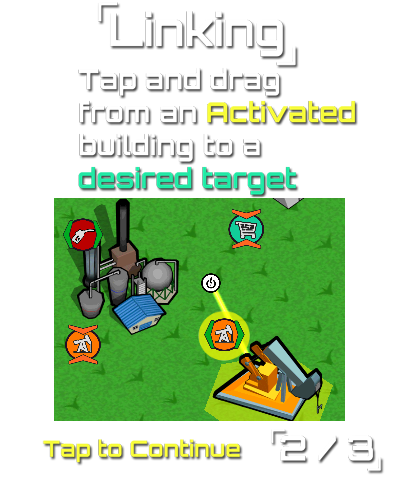 Linking
Tap and drag
from an Activated
building to a
desired target
Tap to Continue
2 / 3